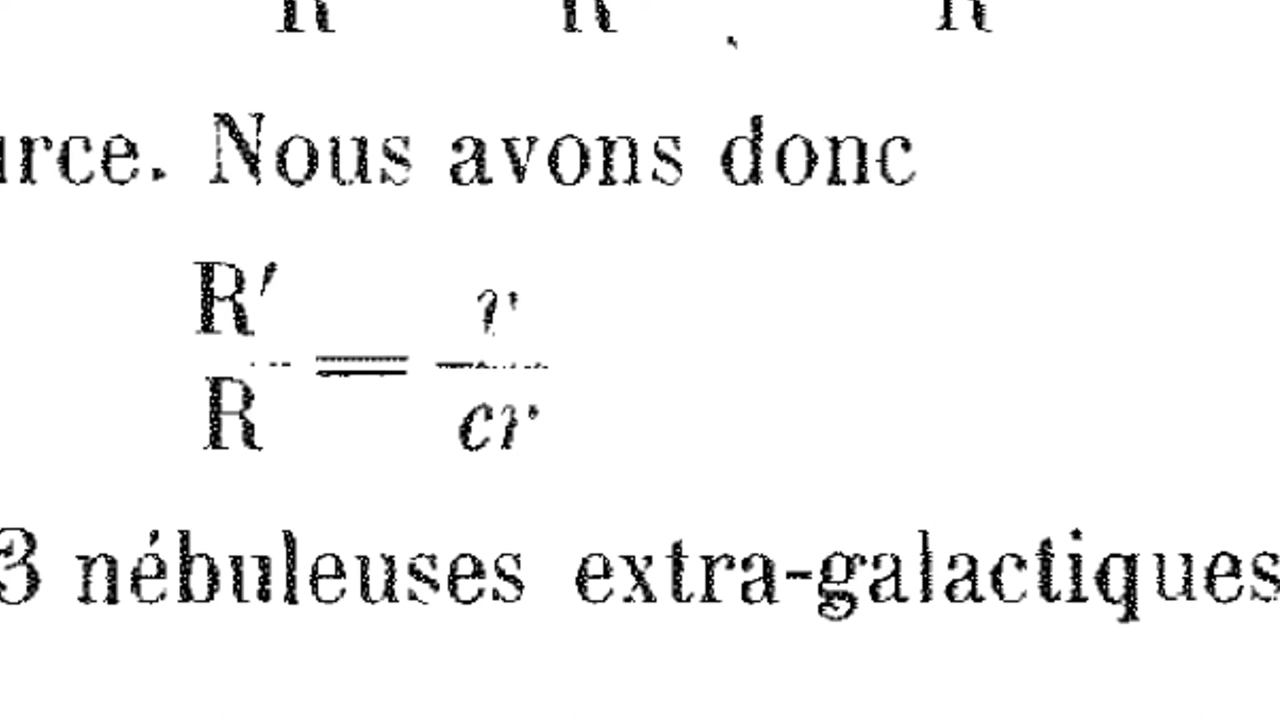 R R R
urce. Nous avons donc
R′ = v
R cr
3 nébuleuses extra-galactiques